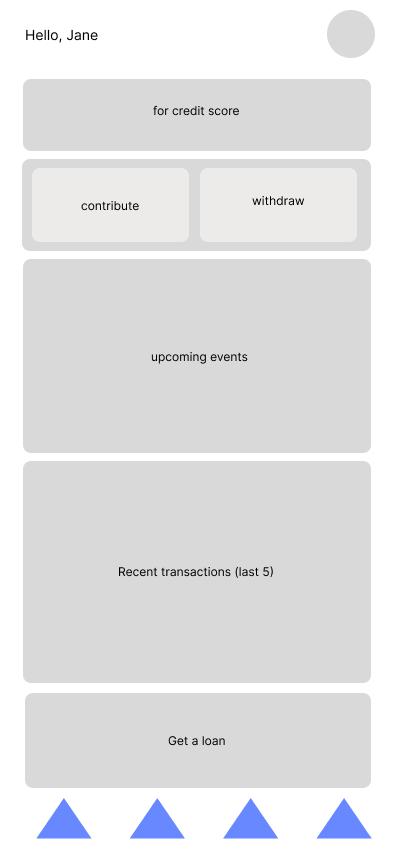 Hello, Jane
for credit score
contribute
withdraw
upcoming events
Recent transactions (last 5)
Get a loan